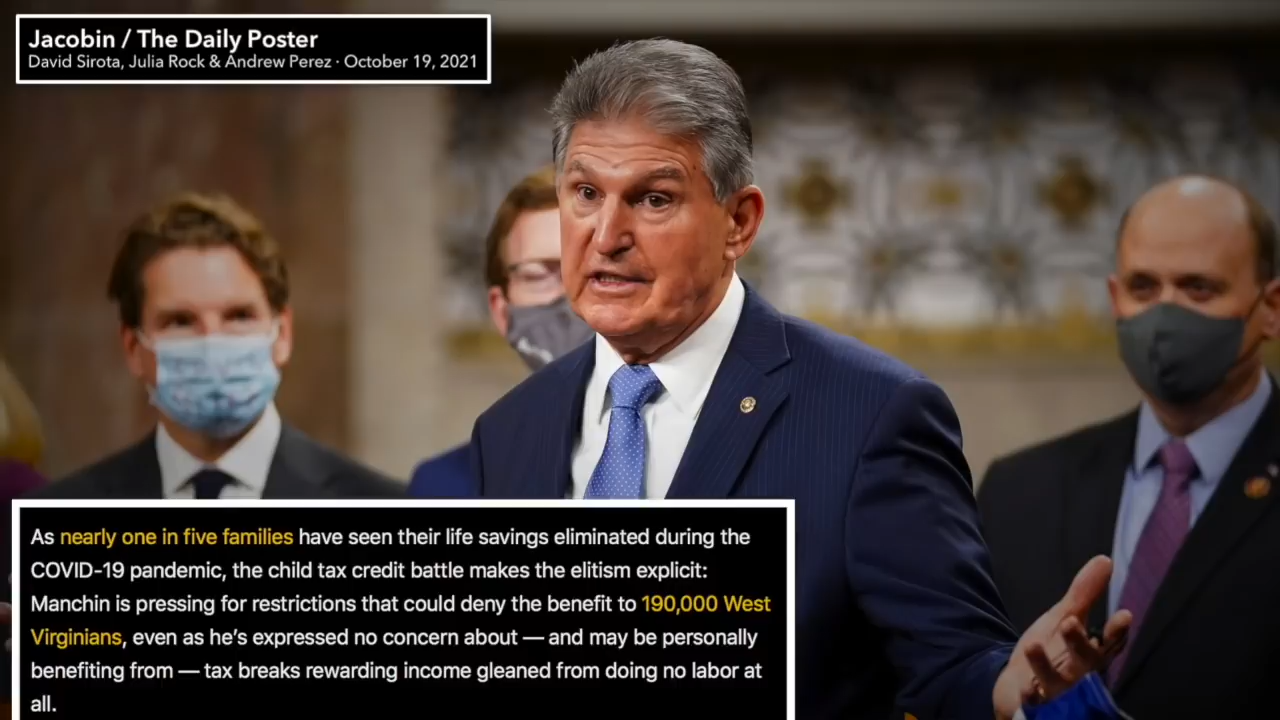 Jacobin / The Daily Poster
David Sirota, Julia Rock & Andrew Perez · October 19, 2021
As nearly one in five families have seen their life savings eliminated during the
COVID-19 pandemic, the child tax credit battle makes the elitism explicit:
Manchin is pressing for restrictions that could deny the benefit to 190,000 West
Virginians, even as he’s expressed no concern about — and may be personally
benefiting from — tax breaks rewarding income gleaned from doing no labor at
all.